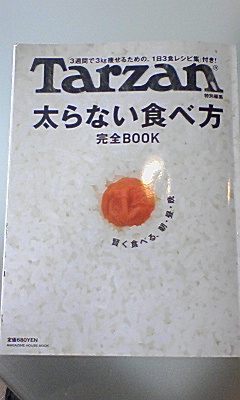 3週間で3kg痩せるための、1日3食レシピ集 付き!
Tarzan®
特別編集
太らない食べ方
完全BOOK
賢く食べる、朝・昼・晩
定価680YEN
MAGAZINE HOUSE MOOK